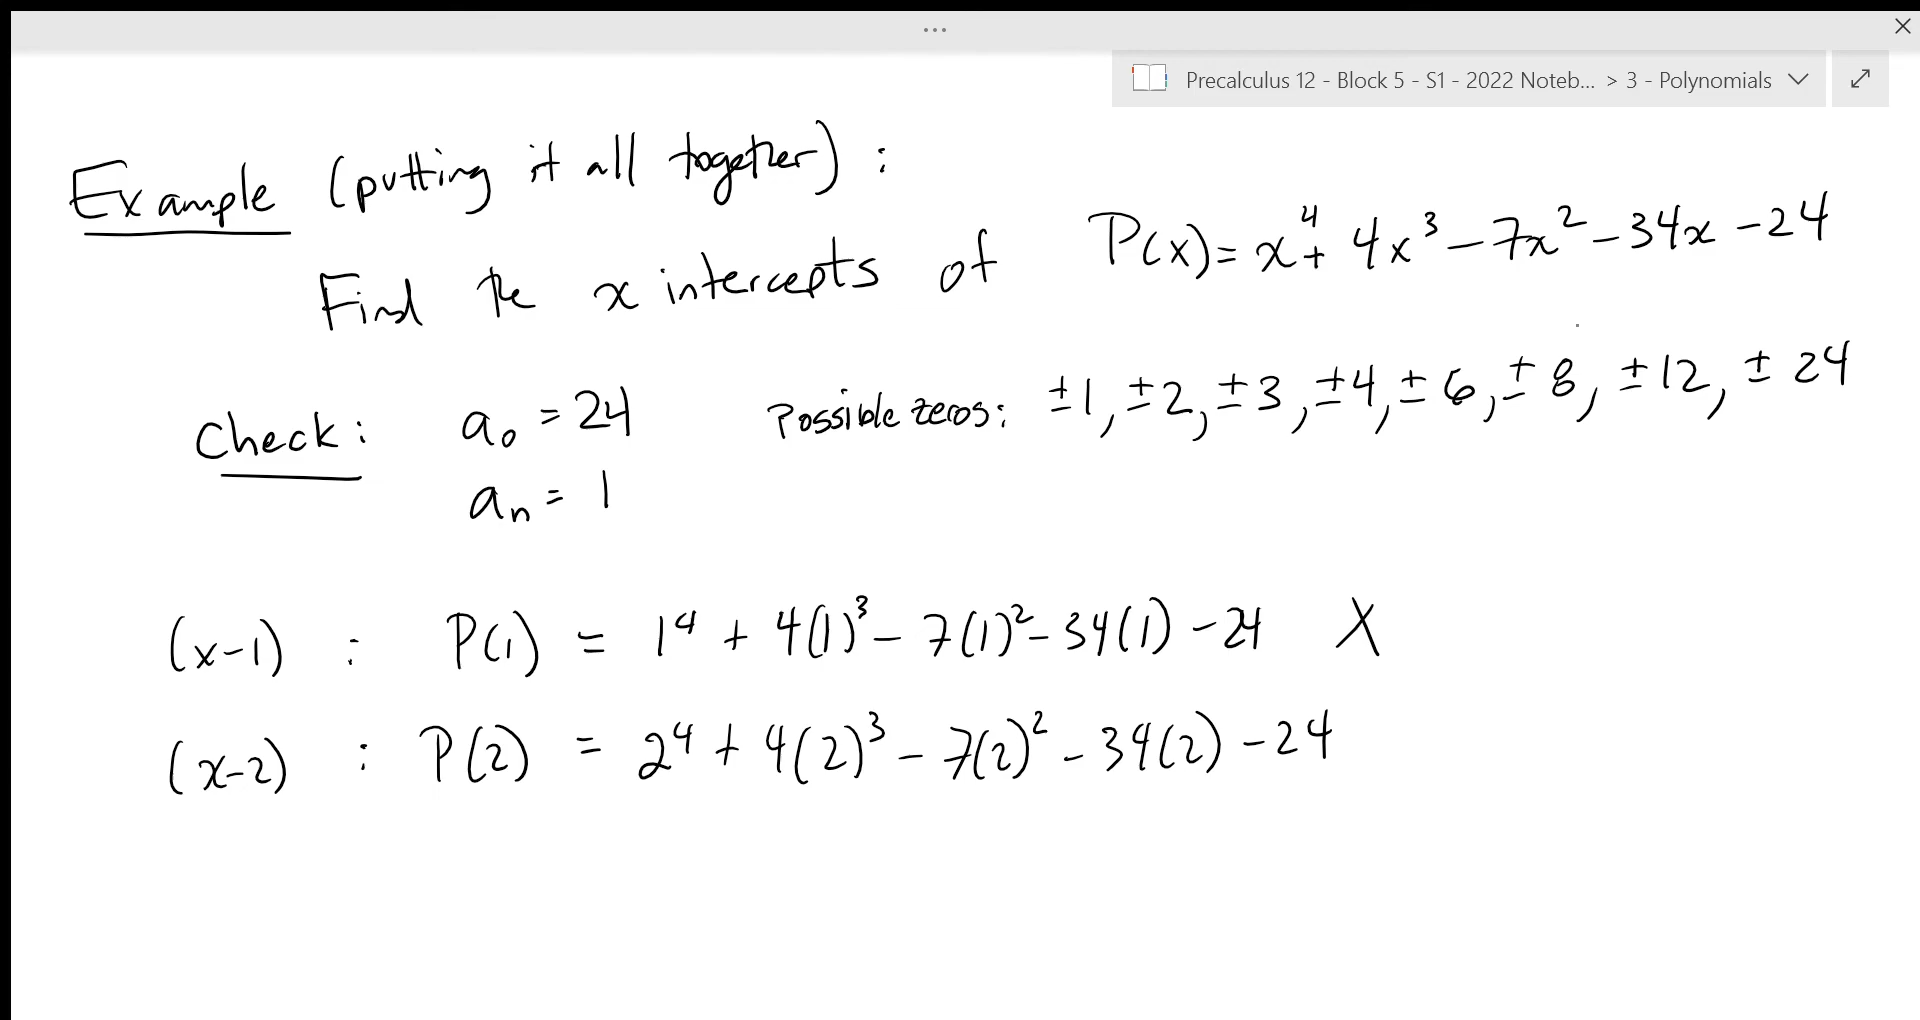 Precalculus 12 - Block 5 - S1 - 2022 Noteb... > 3 - Polynomials
Example (putting it all together) :
Find the x intercepts of P(x) = x⁴ + 4x³ - 7x² - 34x - 24
Check : a₀ = 24 Possible zeros: ±1, ±2, ±3, ±4, ±6, ±8, ±12, ±24
aₙ = 1
(x-1) : P(1) = 1⁴ + 4(1)³ - 7(1)² - 34(1) - 24 X
(x-2) : P(2) = 2⁴ + 4(2)³ - 7(2)² - 34(2) - 24